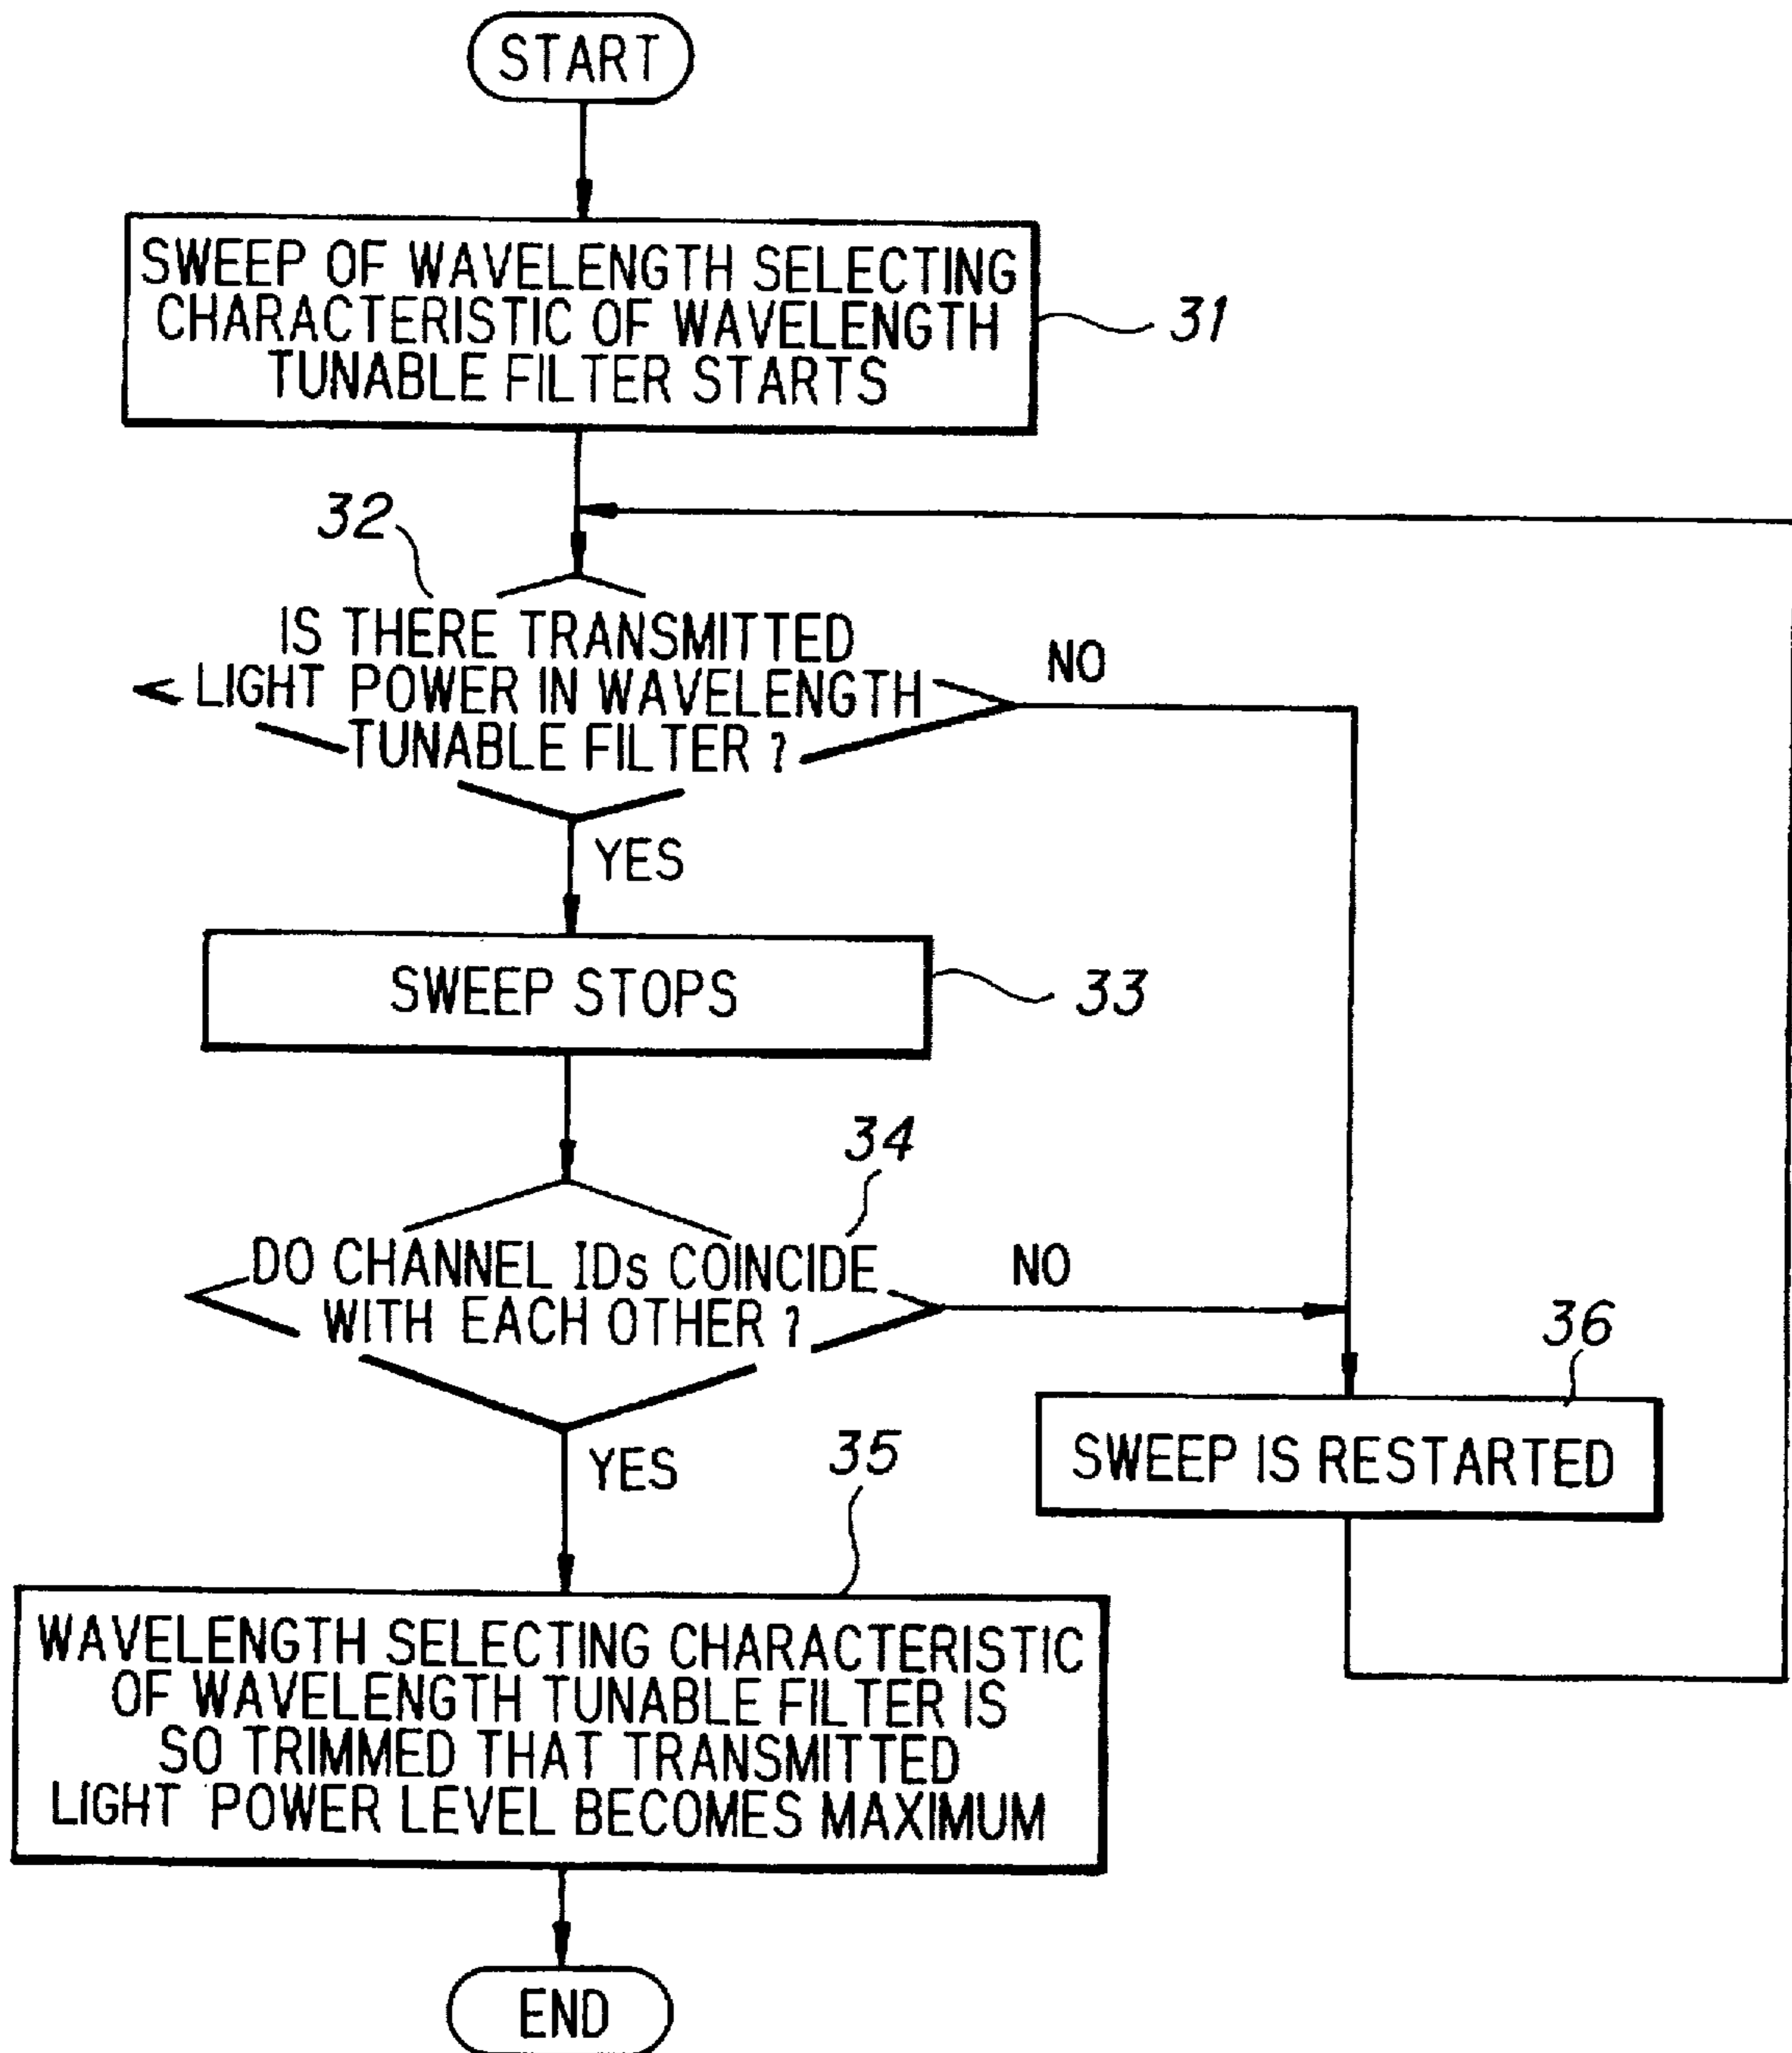 START
SWEEP OF WAVELENGTH SELECTING
CHARACTERISTIC OF WAVELENGTH
TUNABLE FILTER STARTS
31
32
IS THERE TRANSMITTED
LIGHT POWER IN WAVELENGTH
TUNABLE FILTER ?
NO
YES
SWEEP STOPS
33
34
DO CHANNEL IDs COINCIDE
WITH EACH OTHER ?
NO
36
YES
35
SWEEP IS RESTARTED
WAVELENGTH SELECTING CHARACTERISTIC
OF WAVELENGTH TUNABLE FILTER IS
SO TRIMMED THAT TRANSMITTED
LIGHT POWER LEVEL BECOMES MAXIMUM
END